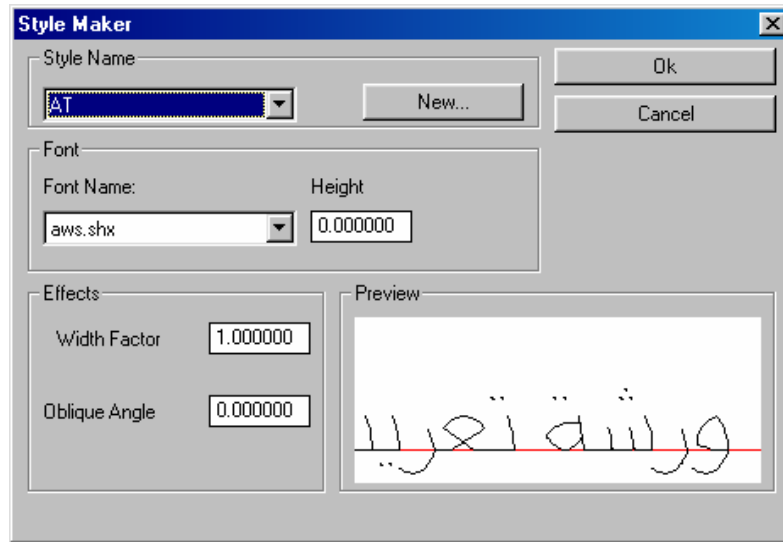 Style Maker
Style Name
AT
New...
Ok
Cancel
Font
Font Name:
Height
aws.shx
0.000000
Effects
Width Factor
1.000000
Oblique Angle
0.000000
Preview
ورشة